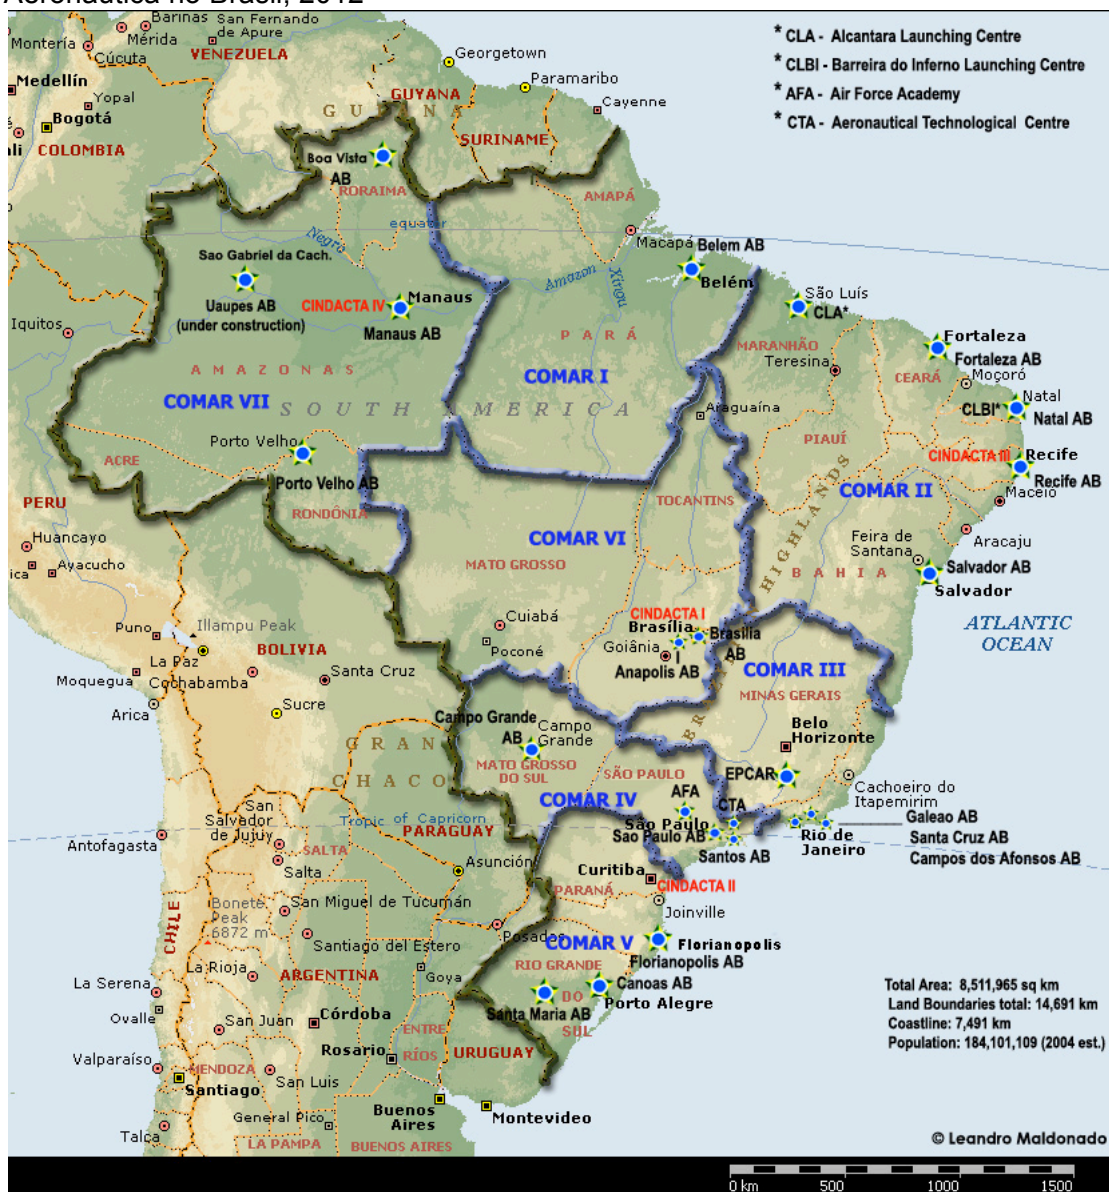 Aeronáutica no Brasil, 2012
* CLA - Alcantara Launching Centre
* CLBI - Barreira do Inferno Launching Centre
* AFA - Air Force Academy
* CTA - Aeronautical Technological Centre
Barinas
San Fernando
de Apure
Montería
Mérida
Cúcuta
VENEZUELA
Georgetown
Medellín
Yopal
Bogotá
COLOMBIA
Paramaribo
GUYANA
GUYANA
Cayenne
SURINAME
Boa Vista
AB
RORAIMA
AMAPÁ
equator
Negro
Macapá
Belem AB
Belém
Amazon
Xingu
Sao Gabriel da Cach.
Uaupes AB
(under construction)
CINDACTA IV
Manaus
Manaus AB
São Luís
CLA*
Iquitos
PARÁ
MARANHÃO
Teresina
Fortaleza
Fortaleza AB
CEARÁ
Moçoró
AMAZONAS
COMAR VII
COMAR I
SOUTH AMERICA
Araguaína
Natal
CLBI*
Natal AB
PIAUÍ
Porto Velho
ACRE
Porto Velho AB
CINDACTA III
Recife
Recife AB
Maceió
PERU
RONDÔNIA
TOCANTINS
COMAR II
BRAZILIAN HIGHLANDS
Huancayo
Ayacucho
ica
COMAR VI
MATO GROSSO
Feira de
Santana
Aracaju
BAHIA
Salvador AB
Salvador
Cuiabá
Poconé
CINDACTA I
Brasília
Brasilia
AB
Goiânia
Anapolis AB
ATLANTIC
OCEAN
Puno
Illampu Peak
La Paz
BOLIVIA
Moquegua
Cochabamba
Santa Cruz
Arica
Sucre
COMAR III
MINAS GERAIS
Belo
Horizonte
GRAN
CHACO
Campo Grande
AB
Campo
Grande
MATO GROSSO
DO SUL
SÃO PAULO
EPCAR
Cachoeiro do
Itapemirim
COMAR IV
AFA
CTA
São Paulo
Sao Paulo AB
Santos AB
Rio de
Janeiro
Galeao AB
Santa Cruz AB
Campos dos Afonsos AB
San
Salvador
de Jujuy
Tropic of Capricorn
PARAGUAY
Antofagasta
SALTA
Salta
Asunción
Curitiba
PARANÁ
CINDACTA II
Joinville
Bonete
Peak
6872 m
San Miguel de Tucumán
CHILE
Santiago del Estero
Posadas
COMAR V
Florianopolis
Florianopolis AB
RIO GRANDE
DO
SUL
La Serena
La Rioja
ARGENTINA
Goya
Canoas AB
Porto Alegre
Santa Maria AB
Ovalle
San Juan
Córdoba
ENTRE
RÍOS
Rosario
URUGUAY
Total Area: 8,511,965 sq km
Land Boundaries total: 14,691 km
Coastline: 7,491 km
Population: 184,101,109 (2004 est.)
Valparaíso
MENDOZA
San Luis
Santiago
General Pico
Buenos
Aires
Montevideo
Talca
LA PAMPA
BUENOS AIRES
© Leandro Maldonado
0 km 500 1000 1500